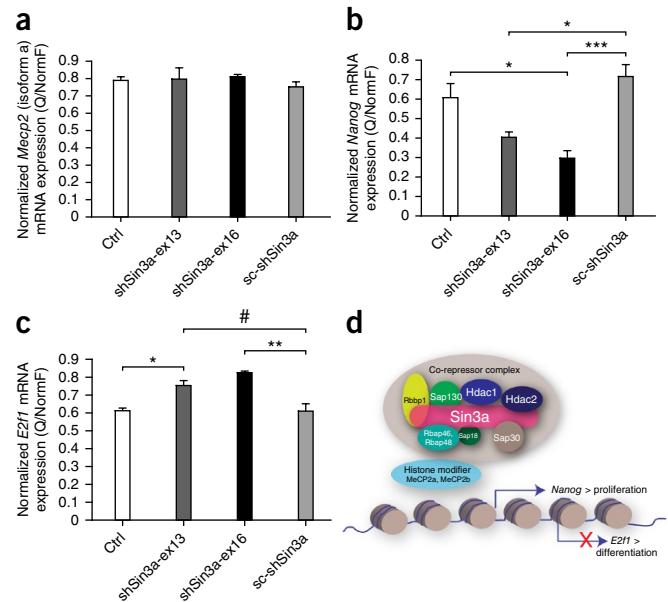 a
Normalized Mecp2 (isoform a)
mRNA expression (Q/NormF)
0.9
0.8
0.7
0.6
0.5
0.4
0.3
0.2
0.1
0
Ctrl
shSin3a-ex13
shSin3a-ex16
sc-shSin3a
b
Normalized Nanog mRNA
expression (Q/NormF)
0.8
0.7
0.6
0.5
0.4
0.3
0.2
0.1
0
*
***
*
Ctrl
shSin3a-ex13
shSin3a-ex16
sc-shSin3a
c
Normalized E2f1 mRNA
expression (Q/NormF)
0.9
0.8
0.7
0.6
0.5
0.4
0.3
0.2
0.1
0
#
*
**
Ctrl
shSin3a-ex13
shSin3a-ex16
sc-shSin3a
d
Co-repressor complex
Rbbp1
Sap130
Hdac1
Hdac2
Sin3a
Rbap46,
Rbap48
Sap18
Sap30
Histone modifier
MeCP2a, MeCP2b
Nanog > proliferation
X
E2f1 >
differentiation